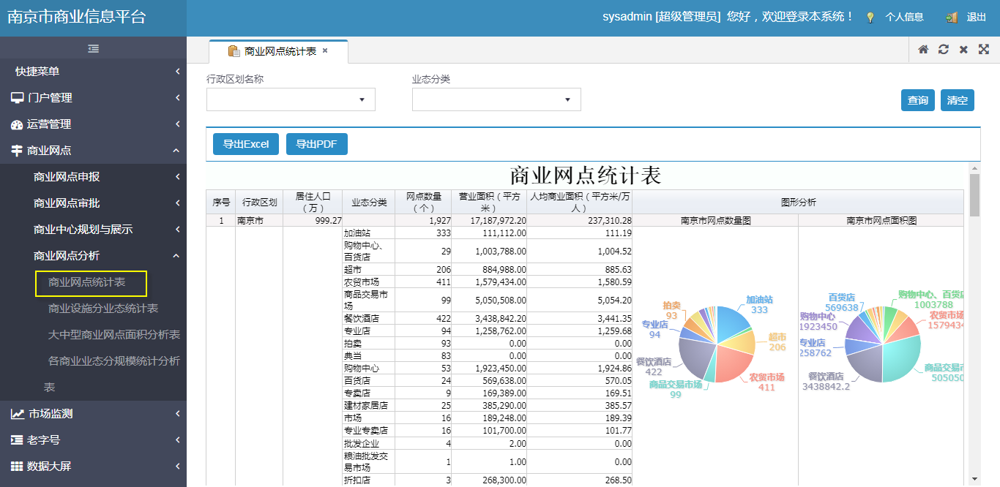 南京市商业信息平台
sysadmin [超级管理员] 您好，欢迎登录本系统！ 个人信息 退出
商业网点统计表
快捷菜单
门户管理
运营管理
商业网点
商业网点申报
商业网点审批
商业中心规划与展示
商业网点分析
商业网点统计表
商业设施分业态统计表
大中型商业网点面积分析表
各商业业态分规模统计分析
表
市场监测
老字号
数据大屏
行政区划名称 业态分类
查询 清空
导出Excel 导出PDF
商业网点统计表
序号 行政区划 居住人口（万） 业态分类 网点数量（个） 营业面积（平方米） 人均商业面积（平方米/万人） 图形分析
1 南京市 999.27 1,927 17,187,972.20 237,310.28 南京市网点数量图 南京市网点面积图
加油站 333 111,112.00 111.19
购物中心、百货店 29 1,003,788.00 1,004.52
超市 206 884,988.00 885.63
农贸市场 411 1,579,434.00 1,580.59
商品交易市场 99 5,050,508.00 5,054.20
餐饮酒店 422 3,438,842.20 3,441.35
专业店 94 1,258,762.00 1,259.68
拍卖 93 0.00 0.00
典当 83 0.00 0.00
购物中心 53 1,923,450.00 1,924.86
百货店 24 569,638.00 570.05
专卖店 9 169,389.00 169.51
建材家居店 25 385,290.00 385.57
市场 16 189,248.00 189.39
专业专卖店 16 101,700.00 101.77
批发企业 4 2.00 0.00
粮油批发交易市场 1 1.00 0.00
折扣店 3 268,300.00 268.50
加油站
333
超市
206
农贸市场
411
商品交易市场
99
餐饮酒店
422
专业店
94
拍卖
93
购物中心、百货店
1003788
农贸市场
157943
商品交易市
505050
餐饮酒店
3438842.2
专业店
258762
购物中心
1923450
百货店
569638